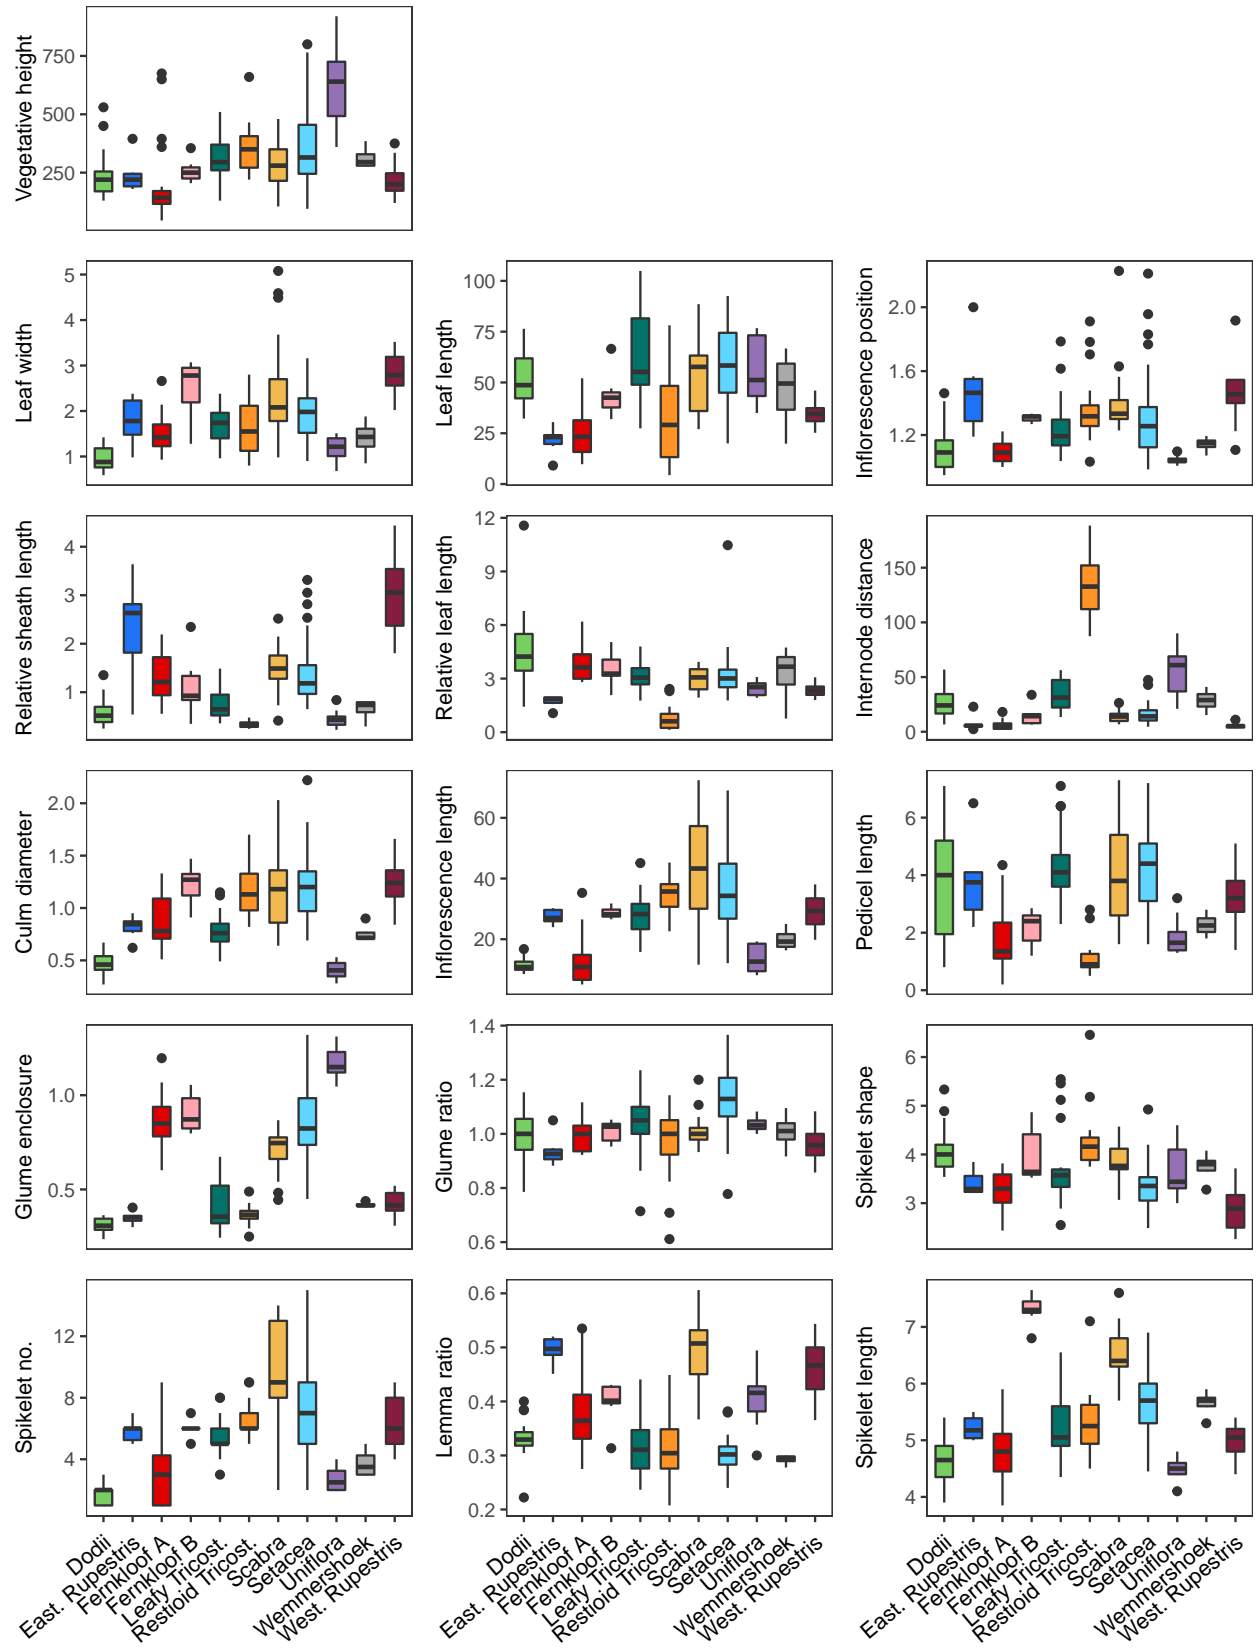 Vegetative height
750
500
250
Leaf width
5
4
3
2
1
Leaf length
100
75
50
25
0
Inflorescence position
2.0
1.6
1.2
Relative sheath length
4
3
2
1
Relative leaf length
12
9
6
3
0
Internode distance
150
100
50
0
Culm diameter
2.0
1.5
1.0
0.5
Inflorescence length
60
40
20
Pedicel length
6
4
2
0
Glume enclosure
1.0
0.5
Glume ratio
1.4
1.2
1.0
0.8
0.6
Spikelet shape
6
5
4
3
Spikelet no.
12
8
4
Lemma ratio
0.6
0.5
0.4
0.3
0.2
Spikelet length
7
6
5
4
Dodii
East. Rupestris
Fernkloof A
Fernkloof B
Leafy Tricost.
Restioid Tricost.
Scabra
Setacea
Uniflora
Wemmershoek
West. Rupestris
Dodii
East. Rupestris
Fernkloof A
Fernkloof B
Leafy Tricost.
Restioid Tricost.
Scabra
Setacea
Uniflora
Wemmershoek
West. Rupestris
Dodii
East. Rupestris
Fernkloof A
Fernkloof B
Leafy Tricost.
Restioid Tricost.
Scabra
Setacea
Uniflora
Wemmershoek
West. Rupestris